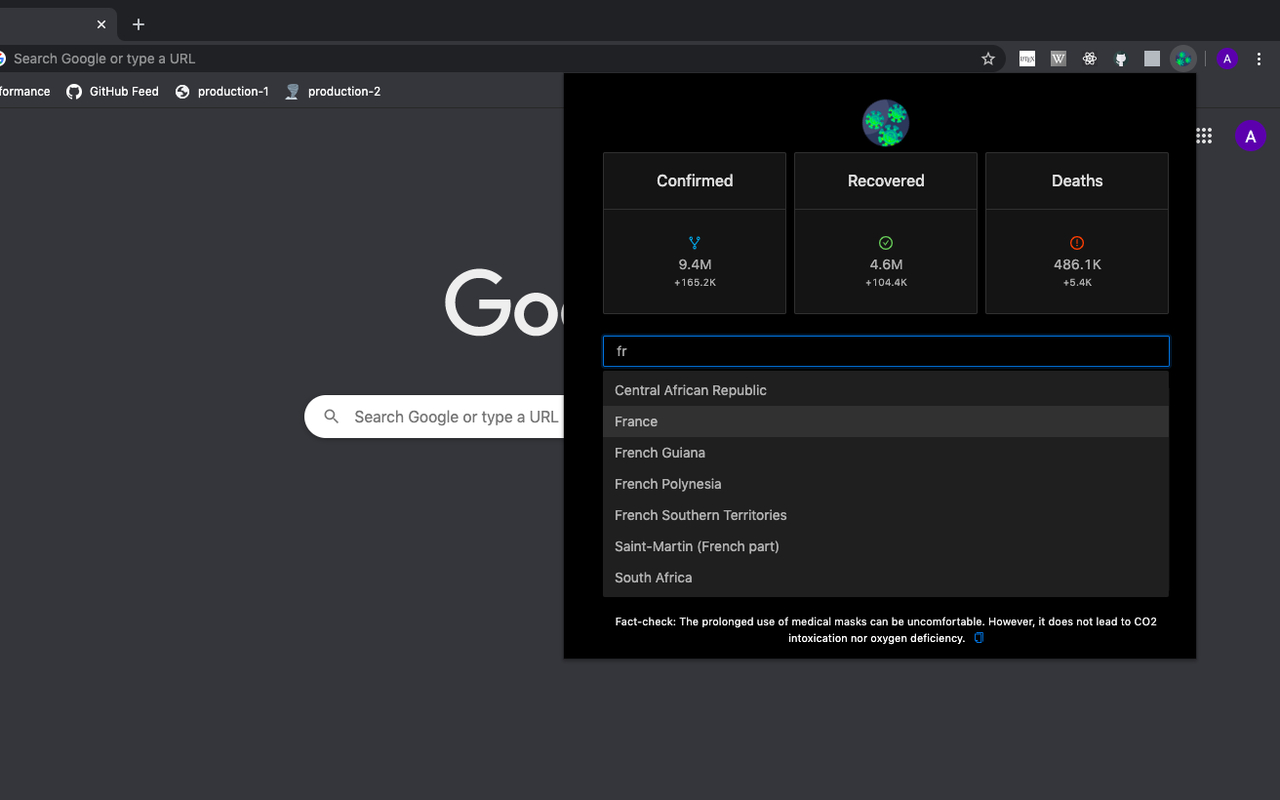 Search Google or type a URL
A
formance
GitHub Feed
production-1
production-2
A
Confirmed
Recovered
Deaths
9.4M
+165.2K
4.6M
+104.4K
486.1K
+5.4K
Goo
fr
Search Google or type a URL
Central African Republic
France
French Guiana
French Polynesia
French Southern Territories
Saint-Martin (French part)
South Africa
Fact-check: The prolonged use of medical masks can be uncomfortable. However, it does not lead to CO2
intoxication nor oxygen deficiency.